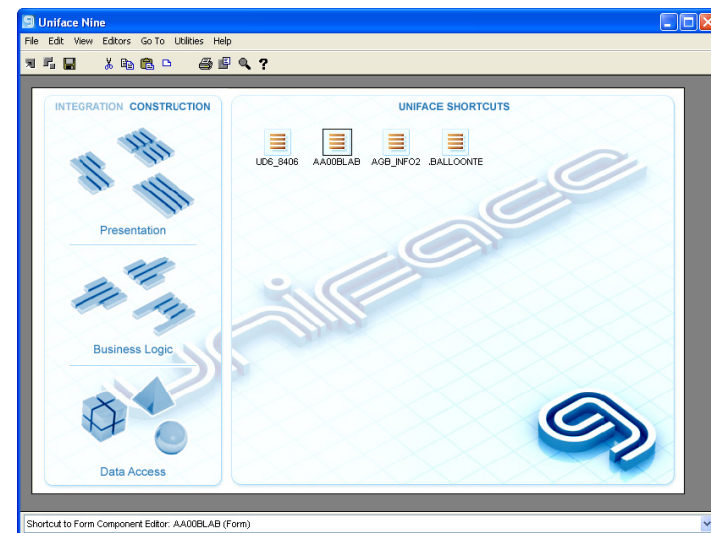 Uniface Nine
File Edit View Editors Go To Utilities Help
INTEGRATION CONSTRUCTION
UNIFACE SHORTCUTS
UD6_8406 AA00BLAB AGB_INFO2 .BALLOONTE
Presentation
Business Logic
Data Access
uniface
Shortcut to Form Component Editor: AA00BLAB (Form)